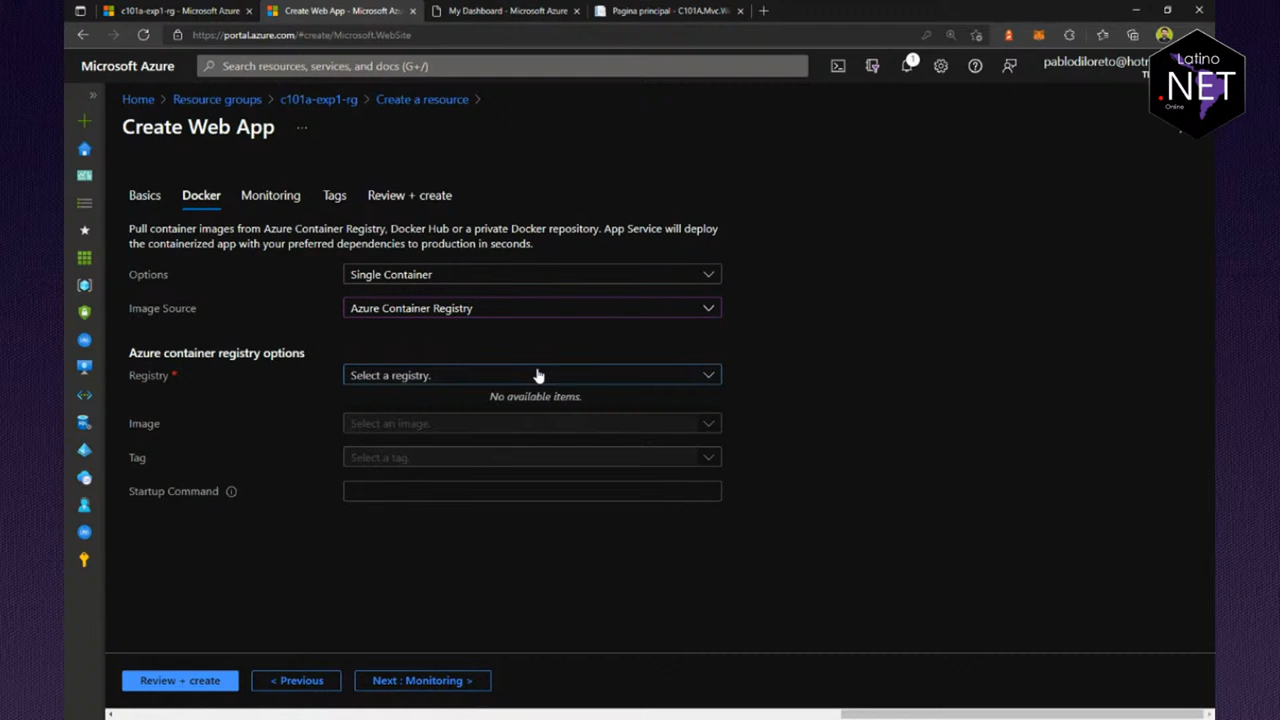 c101a-exp1-rg - Microsoft Azure
Create Web App - Microsoft Az
My Dashboard - Microsoft Azure
Pagina principal - C101A.Mvc.W
https://portal.azure.com/#create/Microsoft.WebSite
Microsoft Azure
Search resources, services, and docs (G+/)
1
pablodiloreto@hotm
Latino
.NET
Online
Home > Resource groups > c101a-exp1-rg > Create a resource >
Create Web App ...
Basics
Docker
Monitoring
Tags
Review + create
Pull container images from Azure Container Registry, Docker Hub or a private Docker repository. App Service will deploy
the containerized app with your preferred dependencies to production in seconds.
Options
Single Container
Image Source
Azure Container Registry
Azure container registry options
Registry *
Select a registry.
No available items.
Image
Select an image.
Tag
Select a tag.
Startup Command
Review + create
< Previous
Next : Monitoring >